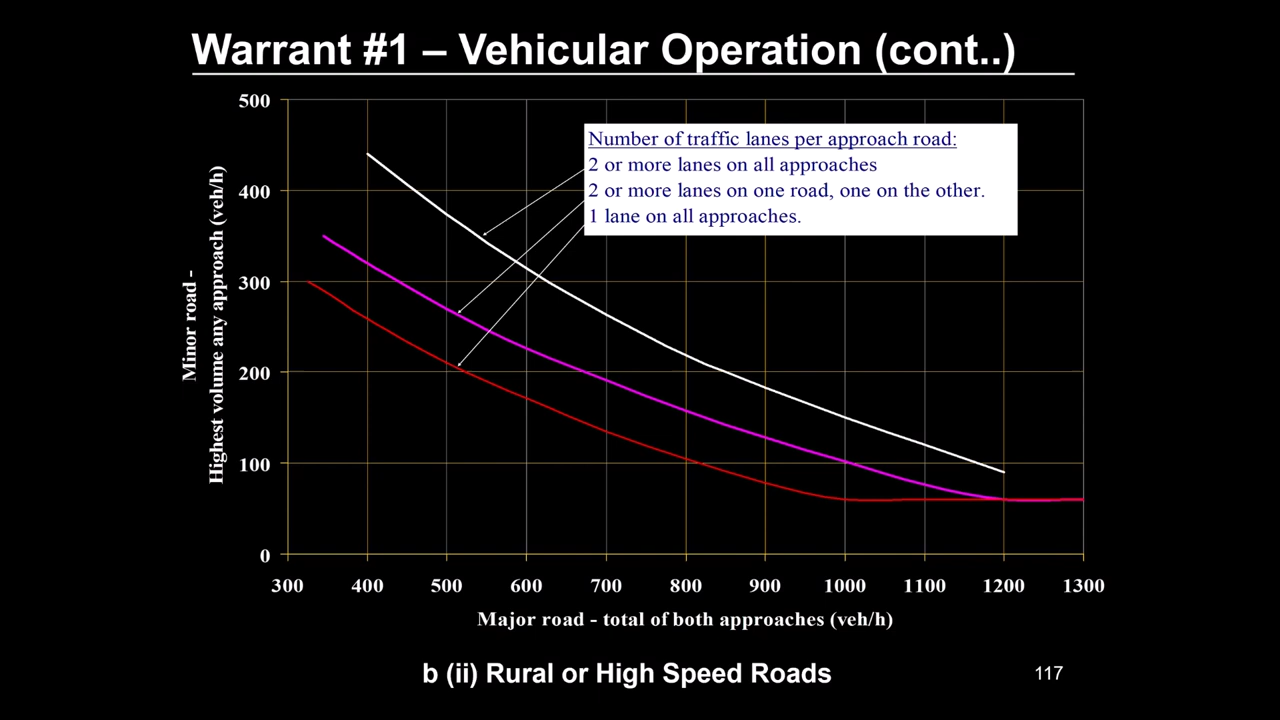 Warrant #1 – Vehicular Operation (cont..)
500
400
300
200
100
0
Minor road -
Highest volume any approach (veh/h)
Number of traffic lanes per approach road:
2 or more lanes on all approaches
2 or more lanes on one road, one on the other.
1 lane on all approaches.
300 400 500 600 700 800 900 1000 1100 1200 1300
Major road - total of both approaches (veh/h)
b (ii) Rural or High Speed Roads
117